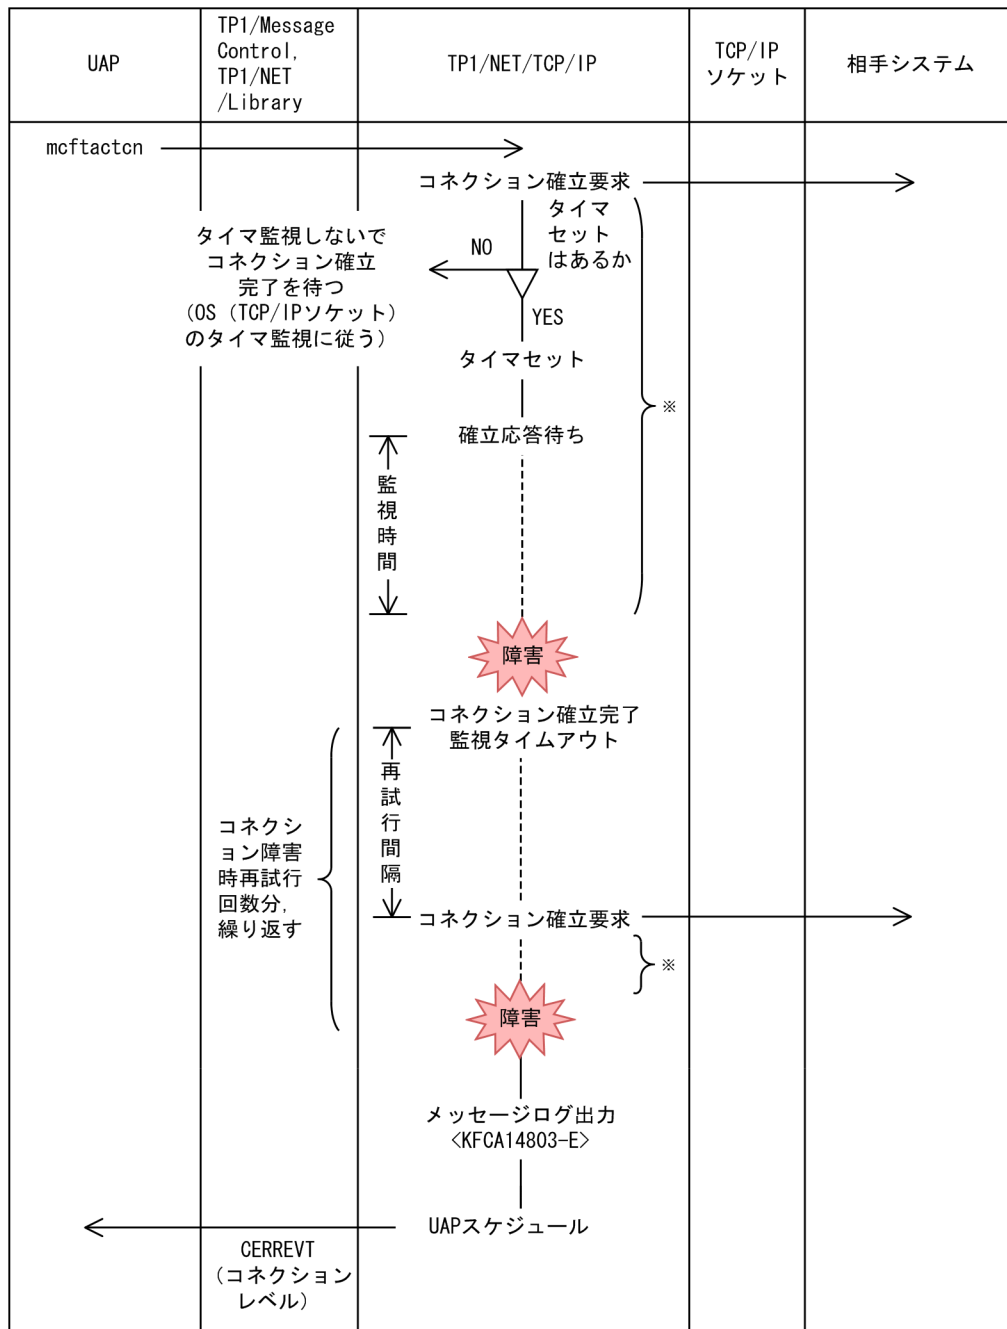 UAP
TP1/Message
Control,
TP1/NET
/Library
TP1/NET/TCP/IP
TCP/IP
ソケット
相手システム
mcftactcn
コネクション確立要求
タイマ
セット
はあるか
NO
タイマ監視しないで
コネクション確立
完了を待つ
（OS（TCP/IPソケット）
のタイマ監視に従う）
YES
タイマセット
※
確立応答待ち
監視時間
障害
コネクション確立完了
監視タイムアウト
再試行間隔
コネクシ
ョン障害
時再試行
回数分，
繰り返す
コネクション確立要求
※
障害
メッセージログ出力
<KFCA14803-E>
UAPスケジュール
CERREVT
（コネクション
レベル）